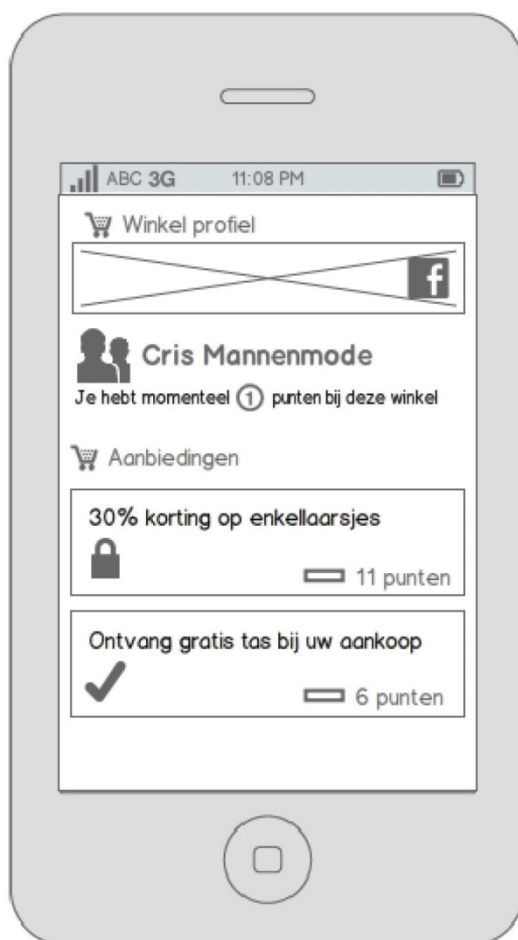 ABC 3G 11:08 PM
Winkel profiel
f
Cris Mannenmode
Je hebt momenteel 1 punten bij deze winkel
Aanbiedingen
30% korting op enkellaarsjes
11 punten
Ontvang gratis tas bij uw aankoop
6 punten